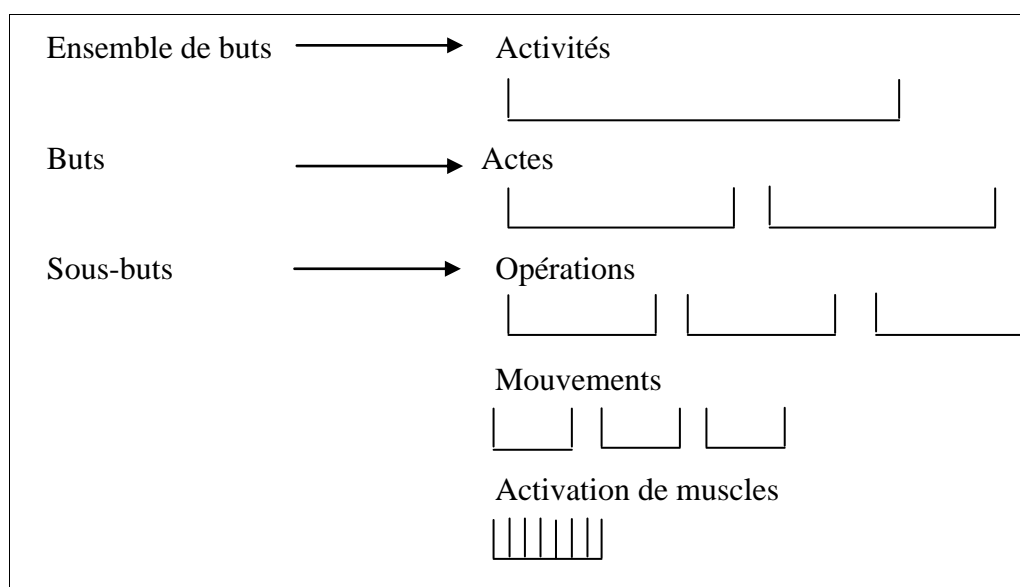 Ensemble de buts Activités
Buts Actes
Sous-buts Opérations
Mouvements
Activation de muscles